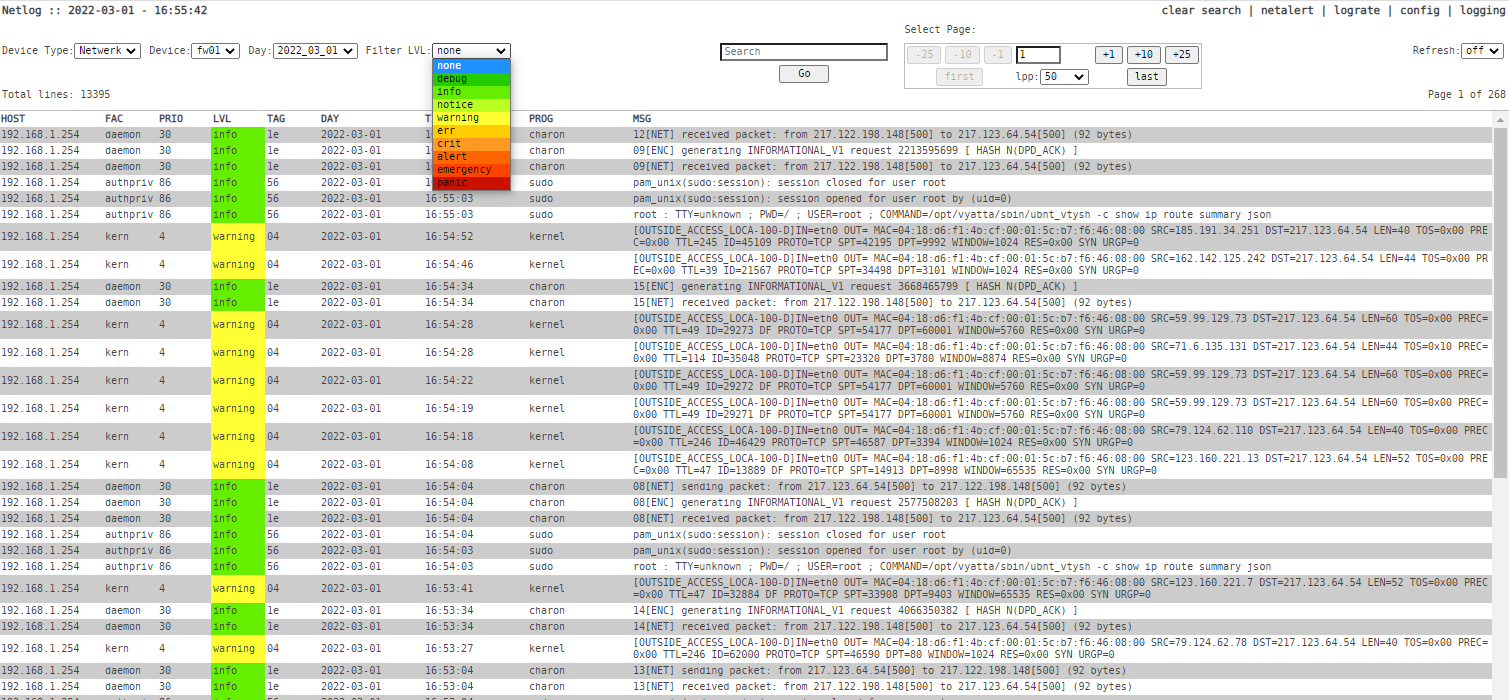 Netlog :: 2022-03-01 - 16:55:42
clear search | netalert | lograte | config | logging
Select Page:
Device Type: Netwerk Device: fw01 Day: 2022_03_01 Filter LVL: none
Search
-25 -10 -1 1 +1 +10 +25
Refresh: off
Go
first lpp: 50 last
none
debug
info
notice
warning
err
crit
alert
emergency
panic
Total lines: 13395
Page 1 of 268
HOST FAC PRIO LVL TAG DAY PROG MSG
192.168.1.254 daemon 30 info 1e 2022-03-01 charon 12[NET] received packet: from 217.122.198.148[500] to 217.123.64.54[500] (92 bytes)
192.168.1.254 daemon 30 info 1e 2022-03-01 charon 09[ENC] generating INFORMATIONAL_V1 request 2213595699 [ HASH N(DPD_ACK) ]
192.168.1.254 daemon 30 info 1e 2022-03-01 charon 09[NET] received packet: from 217.122.198.148[500] to 217.123.64.54[500] (92 bytes)
192.168.1.254 authpriv 86 info 56 2022-03-01 sudo pam_unix(sudo:session): session closed for user root
192.168.1.254 authpriv 86 info 56 2022-03-01 16:55:03 sudo pam_unix(sudo:session): session opened for user root by (uid=0)
192.168.1.254 authpriv 86 info 56 2022-03-01 16:55:03 sudo root : TTY=unknown ; PWD=/ ; USER=root ; COMMAND=/opt/vyatta/sbin/ubnt_vtysh -c show ip route summary json
192.168.1.254 kern 4 warning 04 2022-03-01 16:54:52 kernel [OUTSIDE_ACCESS_LOCA-100-D]IN=eth0 OUT= MAC=04:18:d6:f1:4b:cf:00:01:5c:b7:f6:46:08:00 SRC=185.191.34.251 DST=217.123.64.54 LEN=40 TOS=0x00 PRE
C=0x00 TTL=245 ID=45109 PROTO=TCP SPT=42195 DPT=9992 WINDOW=1024 RES=0x00 SYN URGP=0
192.168.1.254 kern 4 warning 04 2022-03-01 16:54:46 kernel [OUTSIDE_ACCESS_LOCA-100-D]IN=eth0 OUT= MAC=04:18:d6:f1:4b:cf:00:01:5c:b7:f6:46:08:00 SRC=162.142.125.242 DST=217.123.64.54 LEN=44 TOS=0x00 PR
EC=0x00 TTL=39 ID=21567 PROTO=TCP SPT=34498 DPT=3101 WINDOW=1024 RES=0x00 SYN URGP=0
192.168.1.254 daemon 30 info 1e 2022-03-01 16:54:34 charon 15[ENC] generating INFORMATIONAL_V1 request 3668465799 [ HASH N(DPD_ACK) ]
192.168.1.254 daemon 30 info 1e 2022-03-01 16:54:34 charon 15[NET] received packet: from 217.122.198.148[500] to 217.123.64.54[500] (92 bytes)
192.168.1.254 kern 4 warning 04 2022-03-01 16:54:28 kernel [OUTSIDE_ACCESS_LOCA-100-D]IN=eth0 OUT= MAC=04:18:d6:f1:4b:cf:00:01:5c:b7:f6:46:08:00 SRC=59.99.129.73 DST=217.123.64.54 LEN=60 TOS=0x00 PREC=
0x00 TTL=49 ID=29273 DF PROTO=TCP SPT=54177 DPT=60001 WINDOW=5760 RES=0x00 SYN URGP=0
192.168.1.254 kern 4 warning 04 2022-03-01 16:54:28 kernel [OUTSIDE_ACCESS_LOCA-100-D]IN=eth0 OUT= MAC=04:18:d6:f1:4b:cf:00:01:5c:b7:f6:46:08:00 SRC=71.6.135.131 DST=217.123.64.54 LEN=44 TOS=0x10 PREC=
0x00 TTL=114 ID=35048 PROTO=TCP SPT=23320 DPT=3780 WINDOW=8874 RES=0x00 SYN URGP=0
192.168.1.254 kern 4 warning 04 2022-03-01 16:54:22 kernel [OUTSIDE_ACCESS_LOCA-100-D]IN=eth0 OUT= MAC=04:18:d6:f1:4b:cf:00:01:5c:b7:f6:46:08:00 SRC=59.99.129.73 DST=217.123.64.54 LEN=60 TOS=0x00 PREC=
0x00 TTL=49 ID=29272 DF PROTO=TCP SPT=54177 DPT=60001 WINDOW=5760 RES=0x00 SYN URGP=0
192.168.1.254 kern 4 warning 04 2022-03-01 16:54:19 kernel [OUTSIDE_ACCESS_LOCA-100-D]IN=eth0 OUT= MAC=04:18:d6:f1:4b:cf:00:01:5c:b7:f6:46:08:00 SRC=59.99.129.73 DST=217.123.64.54 LEN=60 TOS=0x00 PREC=
0x00 TTL=49 ID=29271 DF PROTO=TCP SPT=54177 DPT=60001 WINDOW=5760 RES=0x00 SYN URGP=0
192.168.1.254 kern 4 warning 04 2022-03-01 16:54:18 kernel [OUTSIDE_ACCESS_LOCA-100-D]IN=eth0 OUT= MAC=04:18:d6:f1:4b:cf:00:01:5c:b7:f6:46:08:00 SRC=79.124.62.110 DST=217.123.64.54 LEN=40 TOS=0x00 PREC
=0x00 TTL=246 ID=46429 PROTO=TCP SPT=46587 DPT=3394 WINDOW=1024 RES=0x00 SYN URGP=0
192.168.1.254 kern 4 warning 04 2022-03-01 16:54:08 kernel [OUTSIDE_ACCESS_LOCA-100-D]IN=eth0 OUT= MAC=04:18:d6:f1:4b:cf:00:01:5c:b7:f6:46:08:00 SRC=123.160.221.13 DST=217.123.64.54 LEN=52 TOS=0x00 PRE
C=0x00 TTL=47 ID=13889 DF PROTO=TCP SPT=14913 DPT=8998 WINDOW=65535 RES=0x00 SYN URGP=0
192.168.1.254 daemon 30 info 1e 2022-03-01 16:54:04 charon 08[NET] sending packet: from 217.123.64.54[500] to 217.122.198.148[500] (92 bytes)
192.168.1.254 daemon 30 info 1e 2022-03-01 16:54:04 charon 08[ENC] generating INFORMATIONAL_V1 request 2577508203 [ HASH N(DPD_ACK) ]
192.168.1.254 daemon 30 info 1e 2022-03-01 16:54:04 charon 08[NET] received packet: from 217.122.198.148[500] to 217.123.64.54[500] (92 bytes)
192.168.1.254 authpriv 86 info 56 2022-03-01 16:54:04 sudo pam_unix(sudo:session): session closed for user root
192.168.1.254 authpriv 86 info 56 2022-03-01 16:54:03 sudo pam_unix(sudo:session): session opened for user root by (uid=0)
192.168.1.254 authpriv 86 info 56 2022-03-01 16:54:03 sudo root : TTY=unknown ; PWD=/ ; USER=root ; COMMAND=/opt/vyatta/sbin/ubnt_vtysh -c show ip route summary json
192.168.1.254 kern 4 warning 04 2022-03-01 16:53:41 kernel [OUTSIDE_ACCESS_LOCA-100-D]IN=eth0 OUT= MAC=04:18:d6:f1:4b:cf:00:01:5c:b7:f6:46:08:00 SRC=123.160.221.7 DST=217.123.64.54 LEN=52 TOS=0x00 PREC
=0x00 TTL=47 ID=32884 DF PROTO=TCP SPT=33908 DPT=9403 WINDOW=65535 RES=0x00 SYN URGP=0
192.168.1.254 daemon 30 info 1e 2022-03-01 16:53:34 charon 14[ENC] generating INFORMATIONAL_V1 request 4066350382 [ HASH N(DPD_ACK) ]
192.168.1.254 daemon 30 info 1e 2022-03-01 16:53:34 charon 14[NET] received packet: from 217.122.198.148[500] to 217.123.64.54[500] (92 bytes)
192.168.1.254 kern 4 warning 04 2022-03-01 16:53:27 kernel [OUTSIDE_ACCESS_LOCA-100-D]IN=eth0 OUT= MAC=04:18:d6:f1:4b:cf:00:01:5c:b7:f6:46:08:00 SRC=79.124.62.78 DST=217.123.64.54 LEN=40 TOS=0x00 PREC=
0x00 TTL=246 ID=62000 PROTO=TCP SPT=46590 DPT=80 WINDOW=1024 RES=0x00 SYN URGP=0
192.168.1.254 daemon 30 info 1e 2022-03-01 16:53:04 charon 13[NET] sending packet: from 217.123.64.54[500] to 217.122.198.148[500] (92 bytes)
192.168.1.254 daemon 30 info 1e 2022-03-01 16:53:04 charon 13[NET] received packet: from 217.122.198.148[500] to 217.123.64.54[500] (92 bytes)